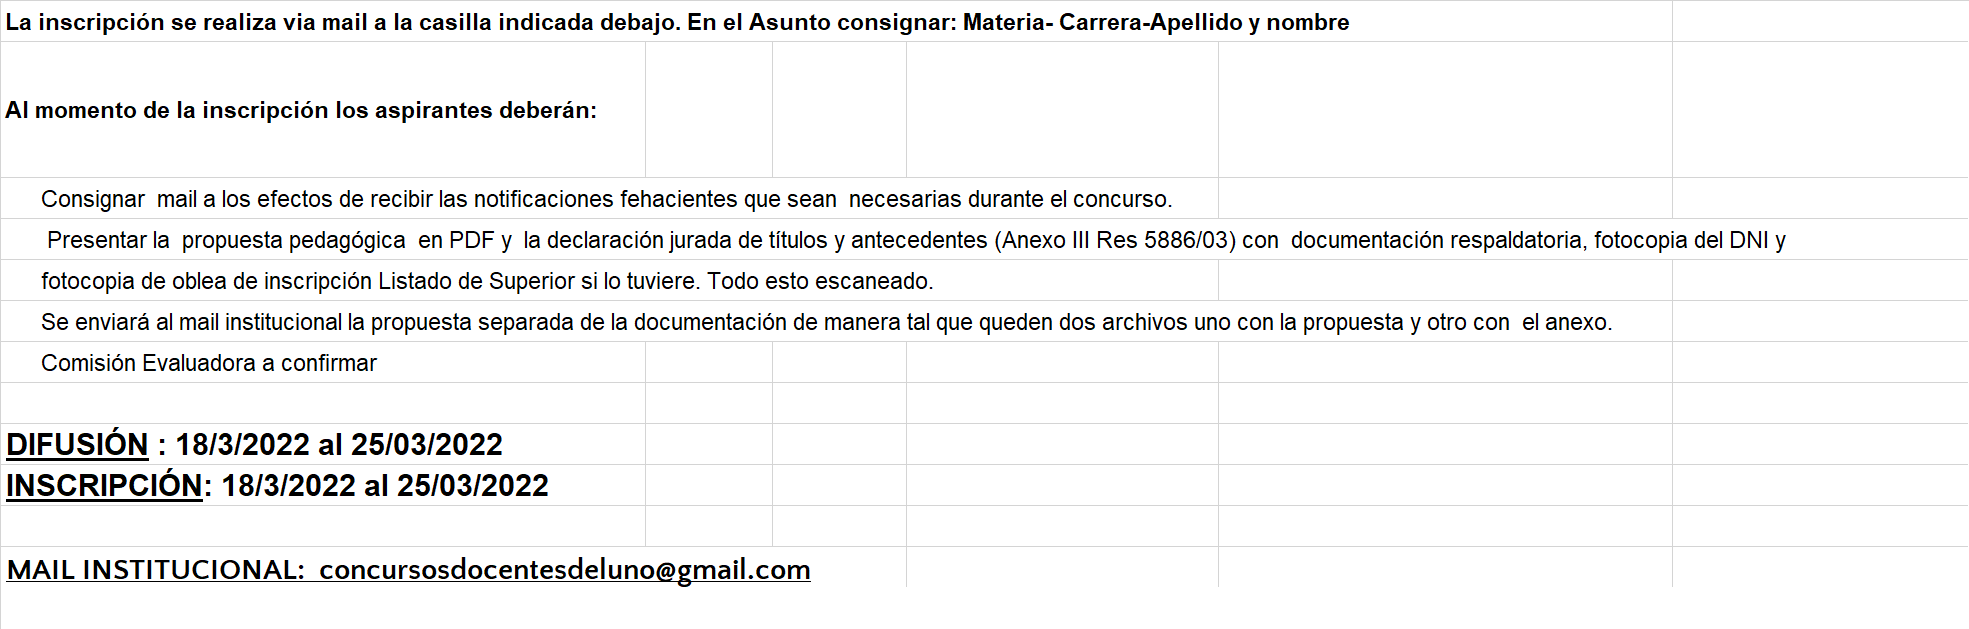 La inscripción se realiza via mail a la casilla indicada debajo. En el Asunto consignar: Materia- Carrera-Apellido y nombre
Al momento de la inscripción los aspirantes deberán:
Consignar  mail a los efectos de recibir las notificaciones fehacientes que sean  necesarias durante el concurso.
Presentar la  propuesta pedagógica  en PDF y  la declaración jurada de títulos y antecedentes (Anexo III Res 5886/03) con  documentación respaldatoria, fotocopia del DNI y
fotocopia de oblea de inscripción Listado de Superior si lo tuviere. Todo esto escaneado.
Se enviará al mail institucional la propuesta separada de la documentación de manera tal que queden dos archivos uno con la propuesta y otro con  el anexo.
Comisión Evaluadora a confirmar
DIFUSIÓN : 18/3/2022 al 25/03/2022
INSCRIPCIÓN: 18/3/2022 al 25/03/2022
MAIL INSTITUCIONAL:  concursosdocentesdeluno@gmail.com